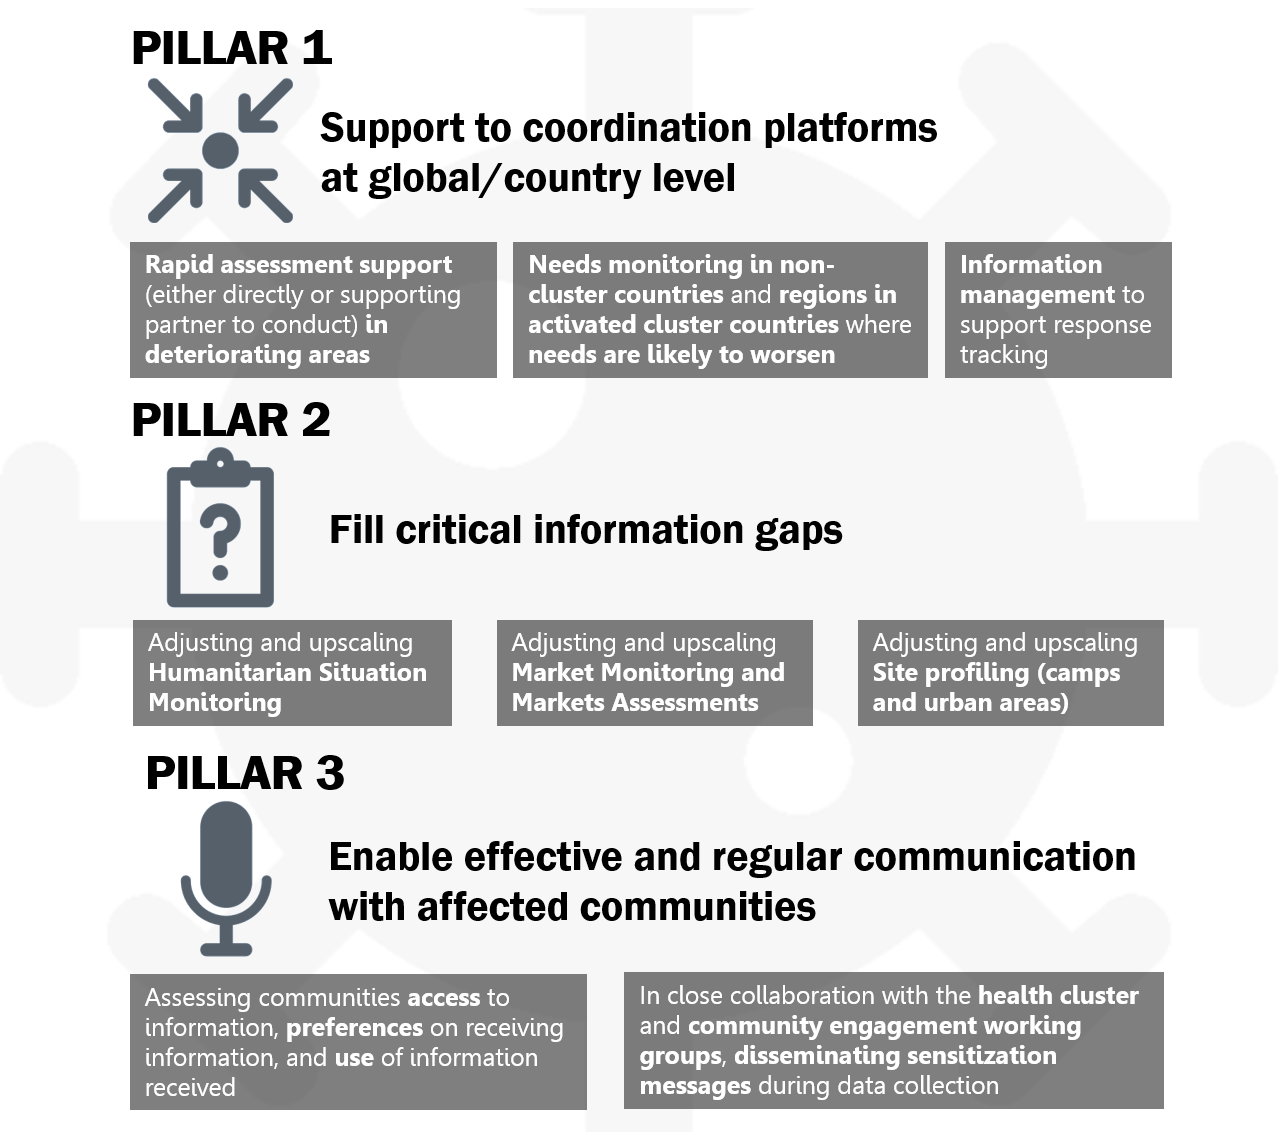 PILLAR 1
Support to coordination platforms
at global/country level
Rapid assessment support
(either directly or supporting
partner to conduct) in
deteriorating areas
Needs monitoring in non-
cluster countries and regions in
activated cluster countries where
needs are likely to worsen
Information
management to
support response
tracking
PILLAR 2
?
Fill critical information gaps
Adjusting and upscaling
Humanitarian Situation
Monitoring
Adjusting and upscaling
Market Monitoring and
Markets Assessments
Adjusting and upscaling
Site profiling (camps
and urban areas)
PILLAR 3
Enable effective and regular communication
with affected communities
Assessing communities access to
information, preferences on receiving
information, and use of information
received
In close collaboration with the health cluster
and community engagement working
groups, disseminating sensitization
messages during data collection